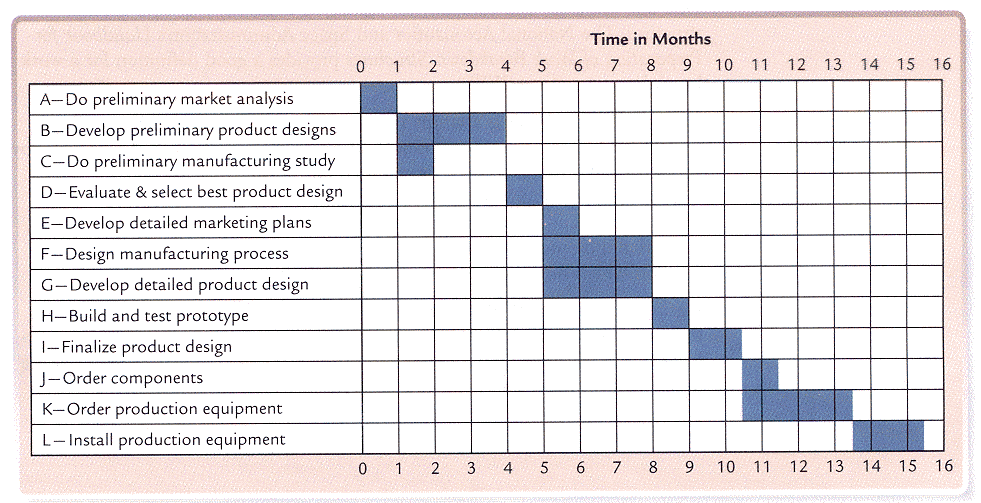 Time in Months
0 1 2 3 4 5 6 7 8 9 10 11 12 13 14 15 16
A—Do preliminary market analysis
B—Develop preliminary product designs
C—Do preliminary manufacturing study
D—Evaluate & select best product design
E—Develop detailed marketing plans
F—Design manufacturing process
G—Develop detailed product design
H—Build and test prototype
I—Finalize product design
J—Order components
K—Order production equipment
L—Install production equipment
0 1 2 3 4 5 6 7 8 9 10 11 12 13 14 15 16